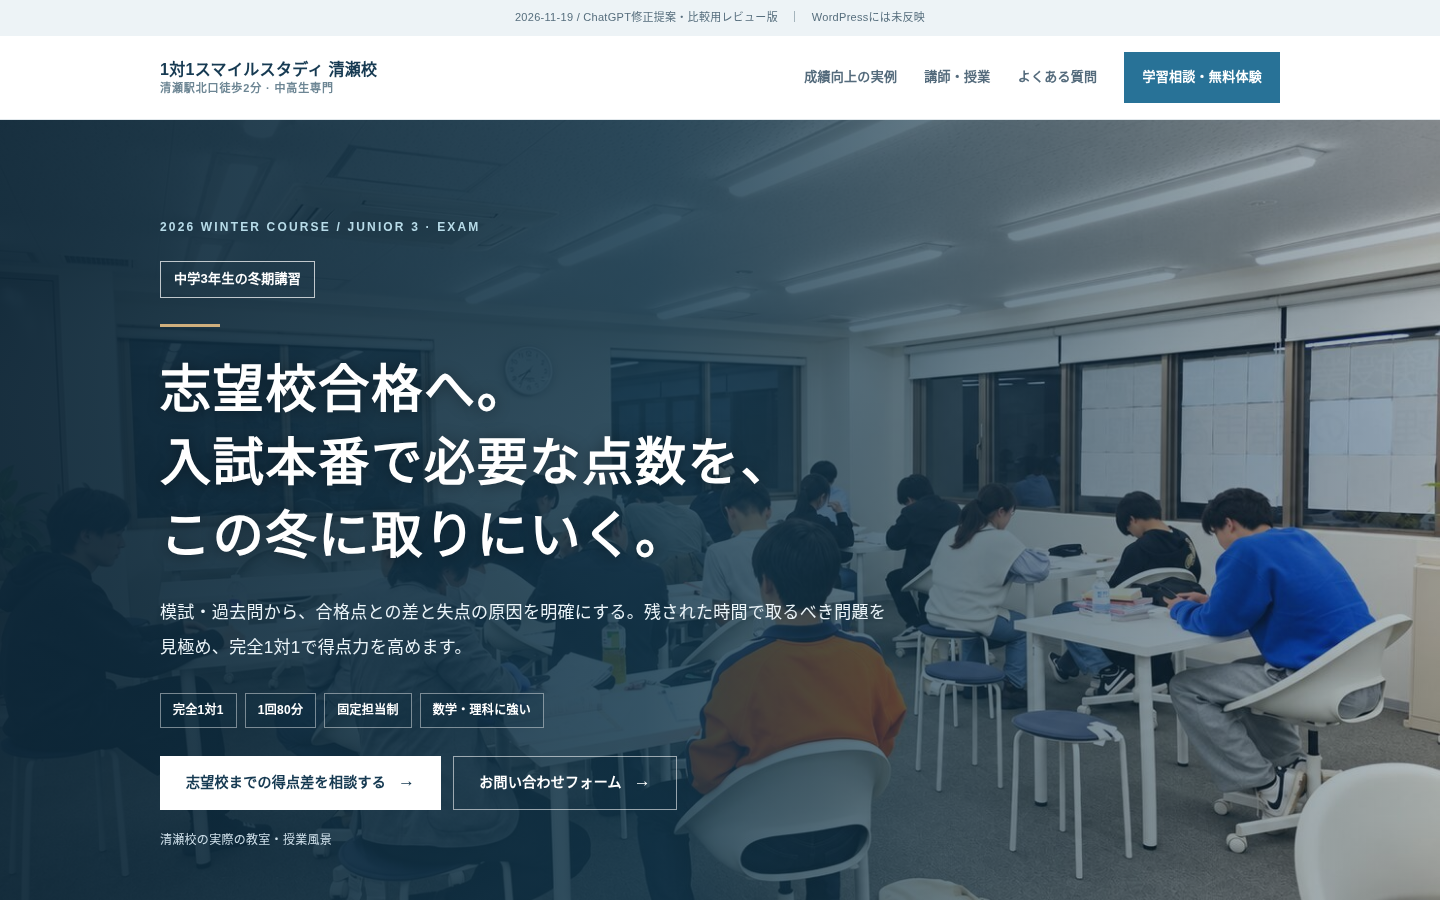 2026-11-19 / ChatGPT修正提案・比較用レビュー版 | WordPressには未反映
1対1スマイルスタディ 清瀬校
清瀬駅北口徒歩2分・中高生専門
成績向上の実例
講師・授業
よくある質問
学習相談・無料体験
2026 WINTER COURSE / JUNIOR 3 · EXAM
中学3年生の冬期講習
志望校合格へ。
入試本番で必要な点数を、
この冬に取りにいく。
模試・過去問から、合格点との差と失点の原因を明確にする。残された時間で取るべき問題を
見極め、完全1対1で得点力を高めます。
完全1対1
1回80分
固定担当制
数学・理科に強い
志望校までの得点差を相談する →
お問い合わせフォーム →
清瀬校の実際の教室・授業風景